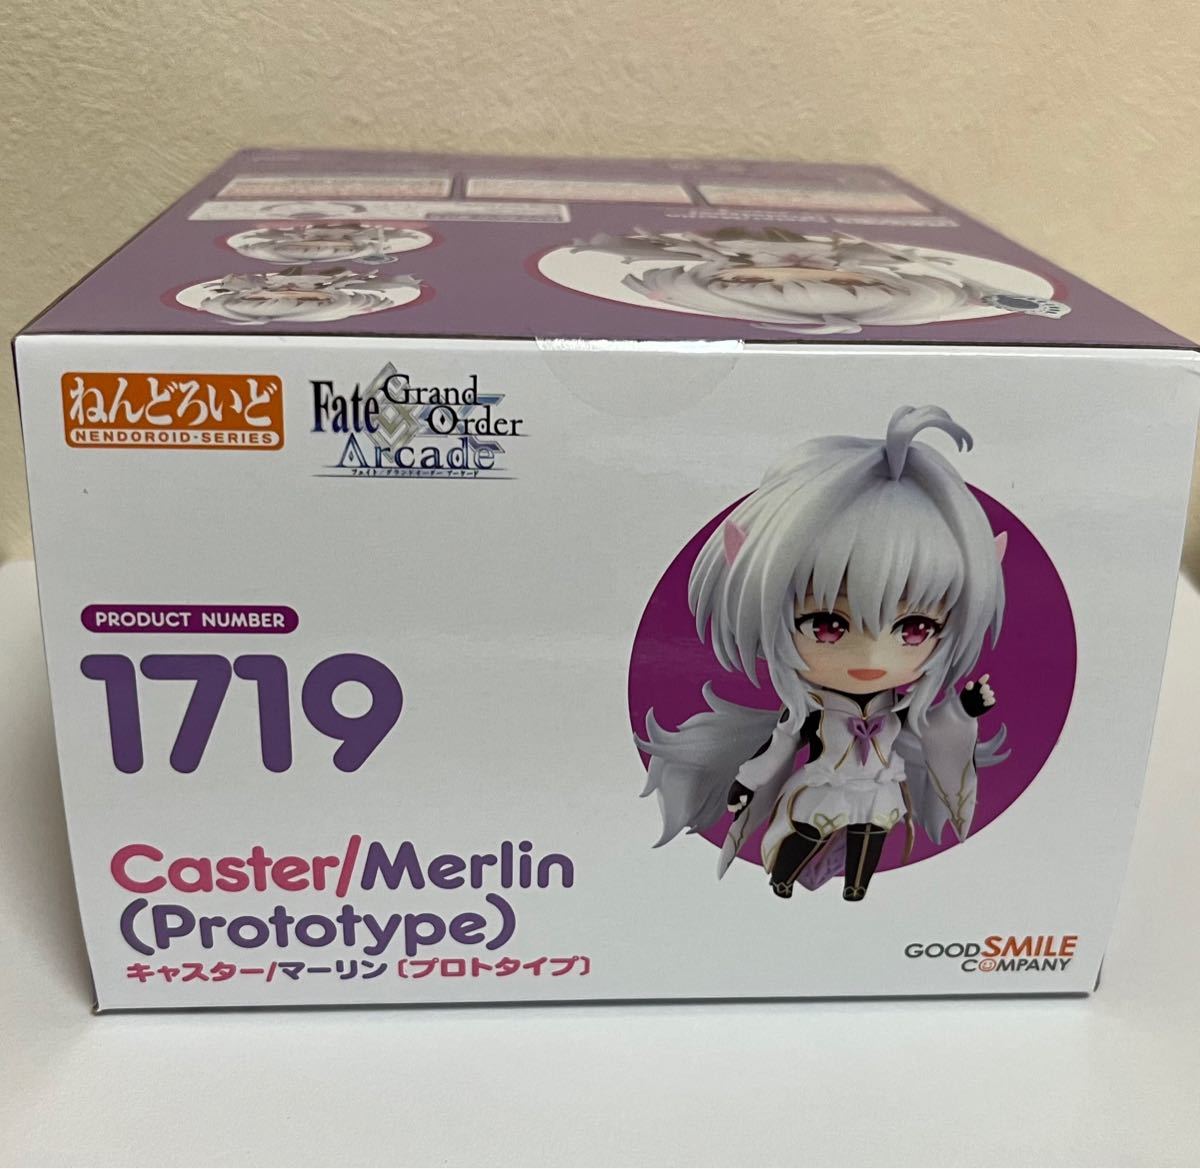 ねんどろいど
NENDOROID-SERIES
Fate Grand Order
Arcade
フェイト/グランドオーダー アーケード
PRODUCT NUMBER
1719
Caster/Merlin
(Prototype)
キャスター/マーリン〔プロトタイプ〕
GOOD SMILE
COMPANY